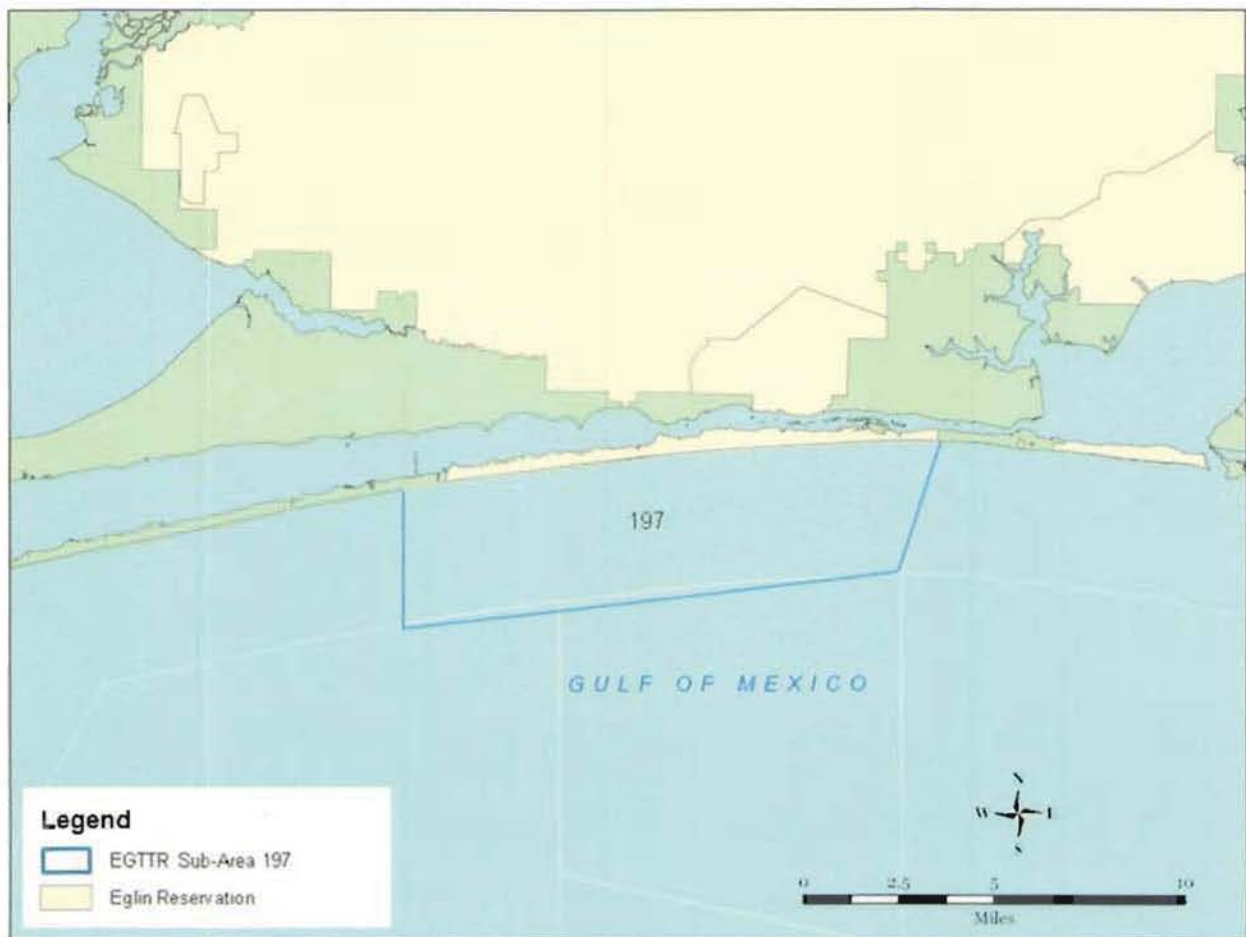 197
GULF OF MEXICO
N
W E
S
Legend
EGTTR Sub-Area 197
Eglin Reservation
0 2.5 5 10
Miles